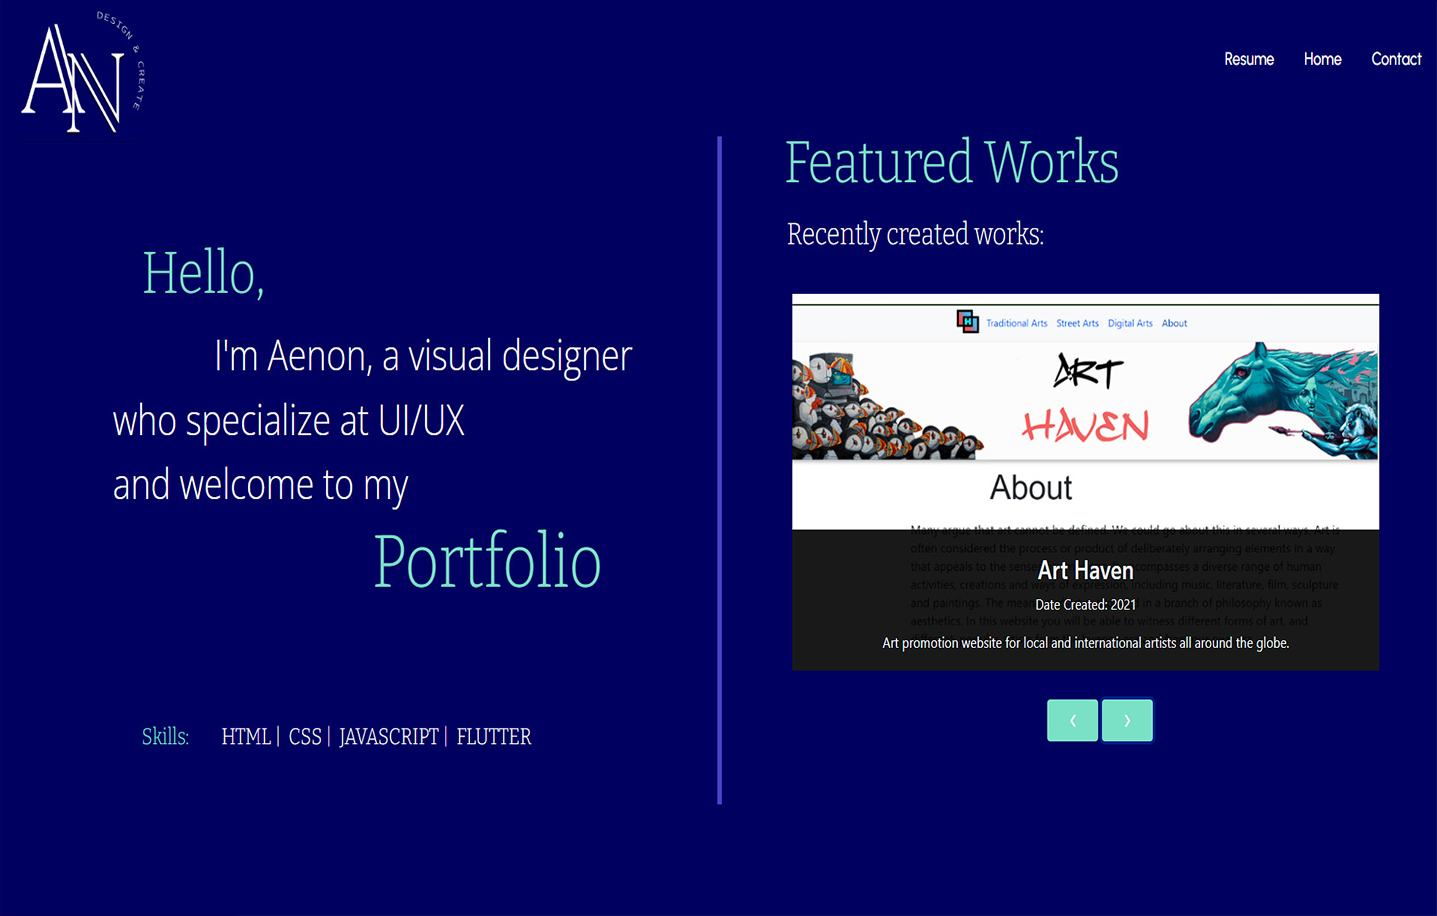 AN
DESIGN & CREATE
Resume Home Contact
Hello,
I'm Aenon, a visual designer
who specialize at UI/UX
and welcome to my
Portfolio
Skills: HTML | CSS | JAVASCRIPT | FLUTTER
Featured Works
Recently created works:
Traditional Arts Street Arts Digital Arts About
ART
HAVEN
About
Many argue that art cannot be defined. We could go about this in several ways. Art is
often considered the process or product of deliberately arranging elements in a way
that appeals to the compasses a diverse range of human
activities, creations and ways of expression, including music, literature, film, sculpture
and paintings. The in a branch of philosophy known as
aesthetics. In this website you will be able to witness different forms of art, and
Art Haven
Date Created: 2021
Art promotion website for local and international artists all around the globe.